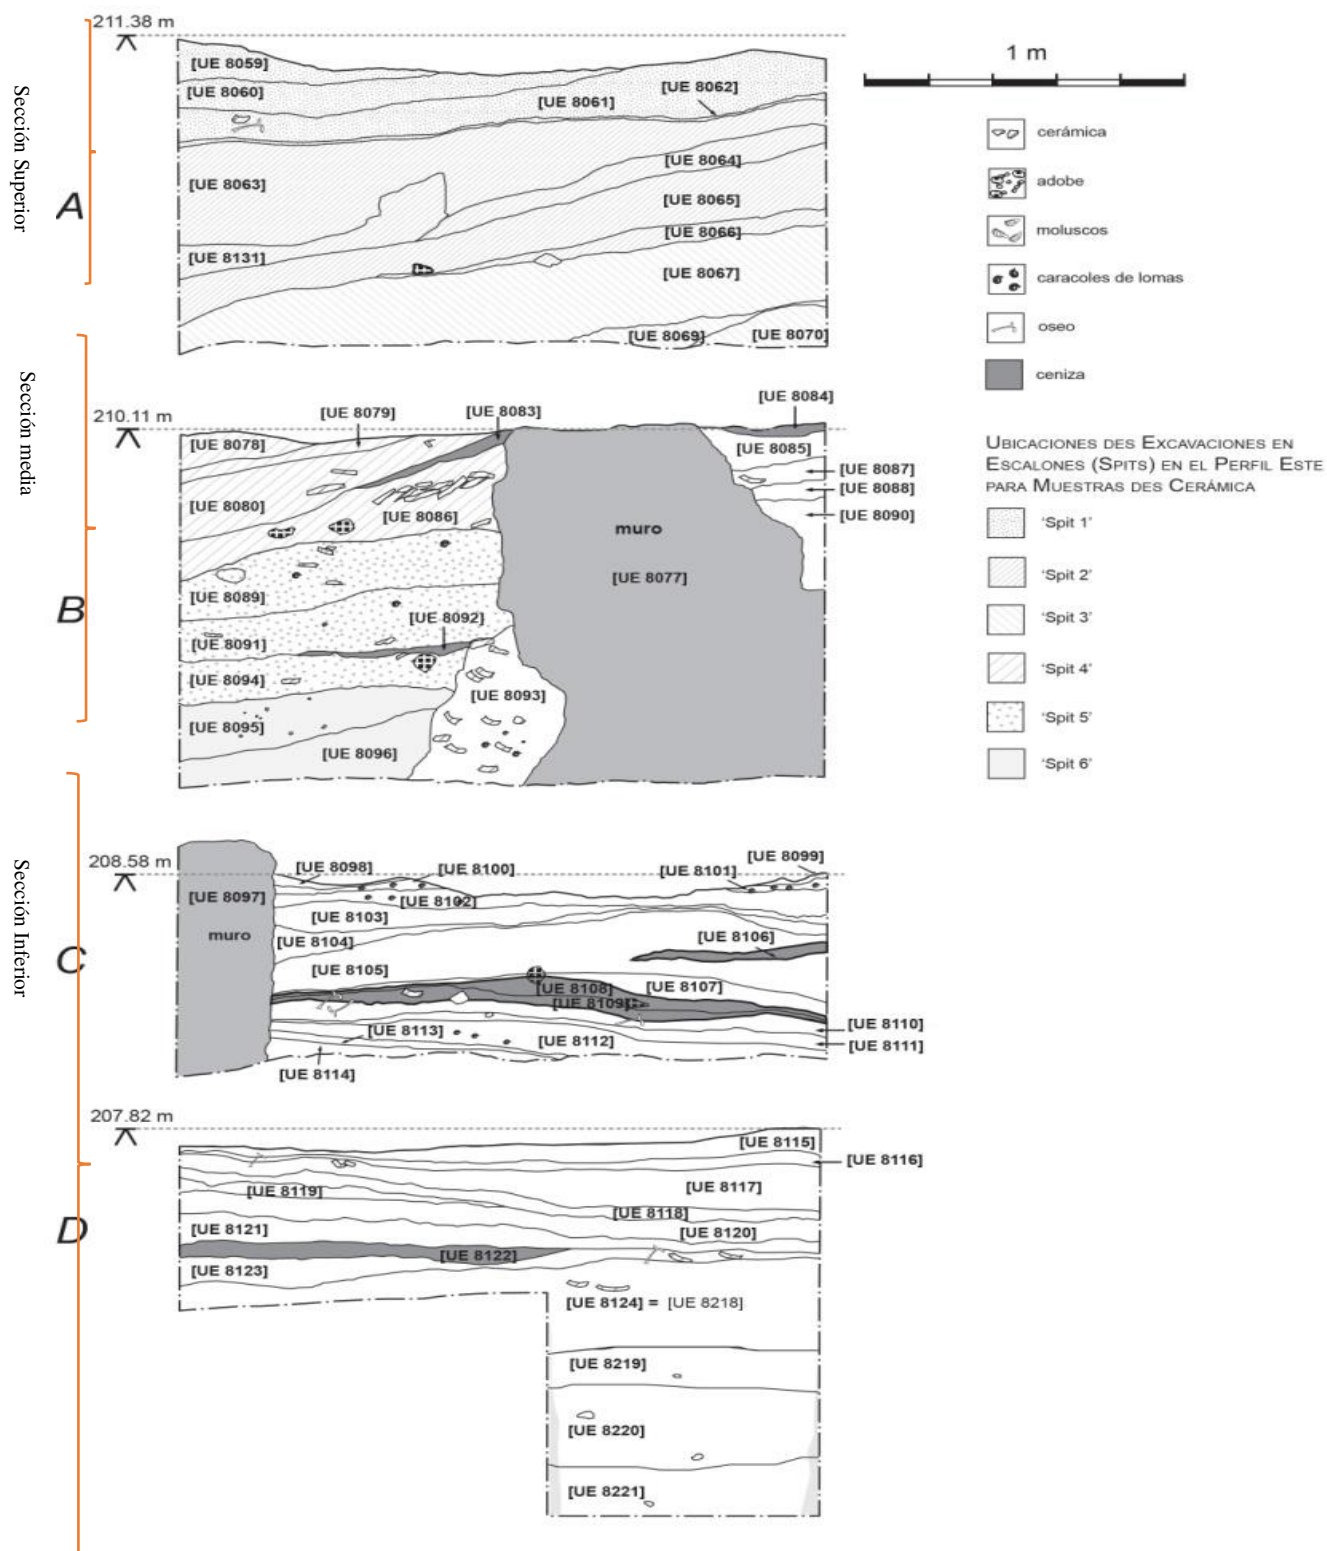 211.38 m
Sección Superior
A
[UE 8059]
[UE 8060]
[UE 8061]
[UE 8062]
[UE 8063]
[UE 8064]
[UE 8065]
[UE 8066]
[UE 8131]
[UE 8067]
[UE 8069]
[UE 8070]
1 m
cerámica
adobe
moluscos
caracoles de lomas
oseo
ceniza
UBICACIONES DES EXCAVACIONES EN
ESCALONES (SPITS) EN EL PERFIL ESTE
PARA MUESTRAS DES CERÁMICA
'Spit 1'
'Spit 2'
'Spit 3'
'Spit 4'
'Spit 5'
'Spit 6'
Sección media
210.11 m
B
[UE 8079]
[UE 8083]
[UE 8084]
[UE 8078]
[UE 8085]
[UE 8087]
[UE 8088]
[UE 8080]
[UE 8086]
[UE 8090]
muro
[UE 8077]
[UE 8089]
[UE 8092]
[UE 8091]
[UE 8094]
[UE 8093]
[UE 8095]
[UE 8096]
Sección Inferior
208.58 m
C
[UE 8098]
[UE 8100]
[UE 8101]
[UE 8099]
[UE 8097]
muro
[UE 8102]
[UE 8103]
[UE 8104]
[UE 8106]
[UE 8105]
[UE 8108]
[UE 8107]
[UE 8109]
[UE 8110]
[UE 8113]
[UE 8112]
[UE 8111]
[UE 8114]
207.82 m
D
[UE 8115]
[UE 8116]
[UE 8117]
[UE 8119]
[UE 8118]
[UE 8121]
[UE 8120]
[UE 8122]
[UE 8123]
[UE 8124] = [UE 8218]
[UE 8219]
[UE 8220]
[UE 8221]